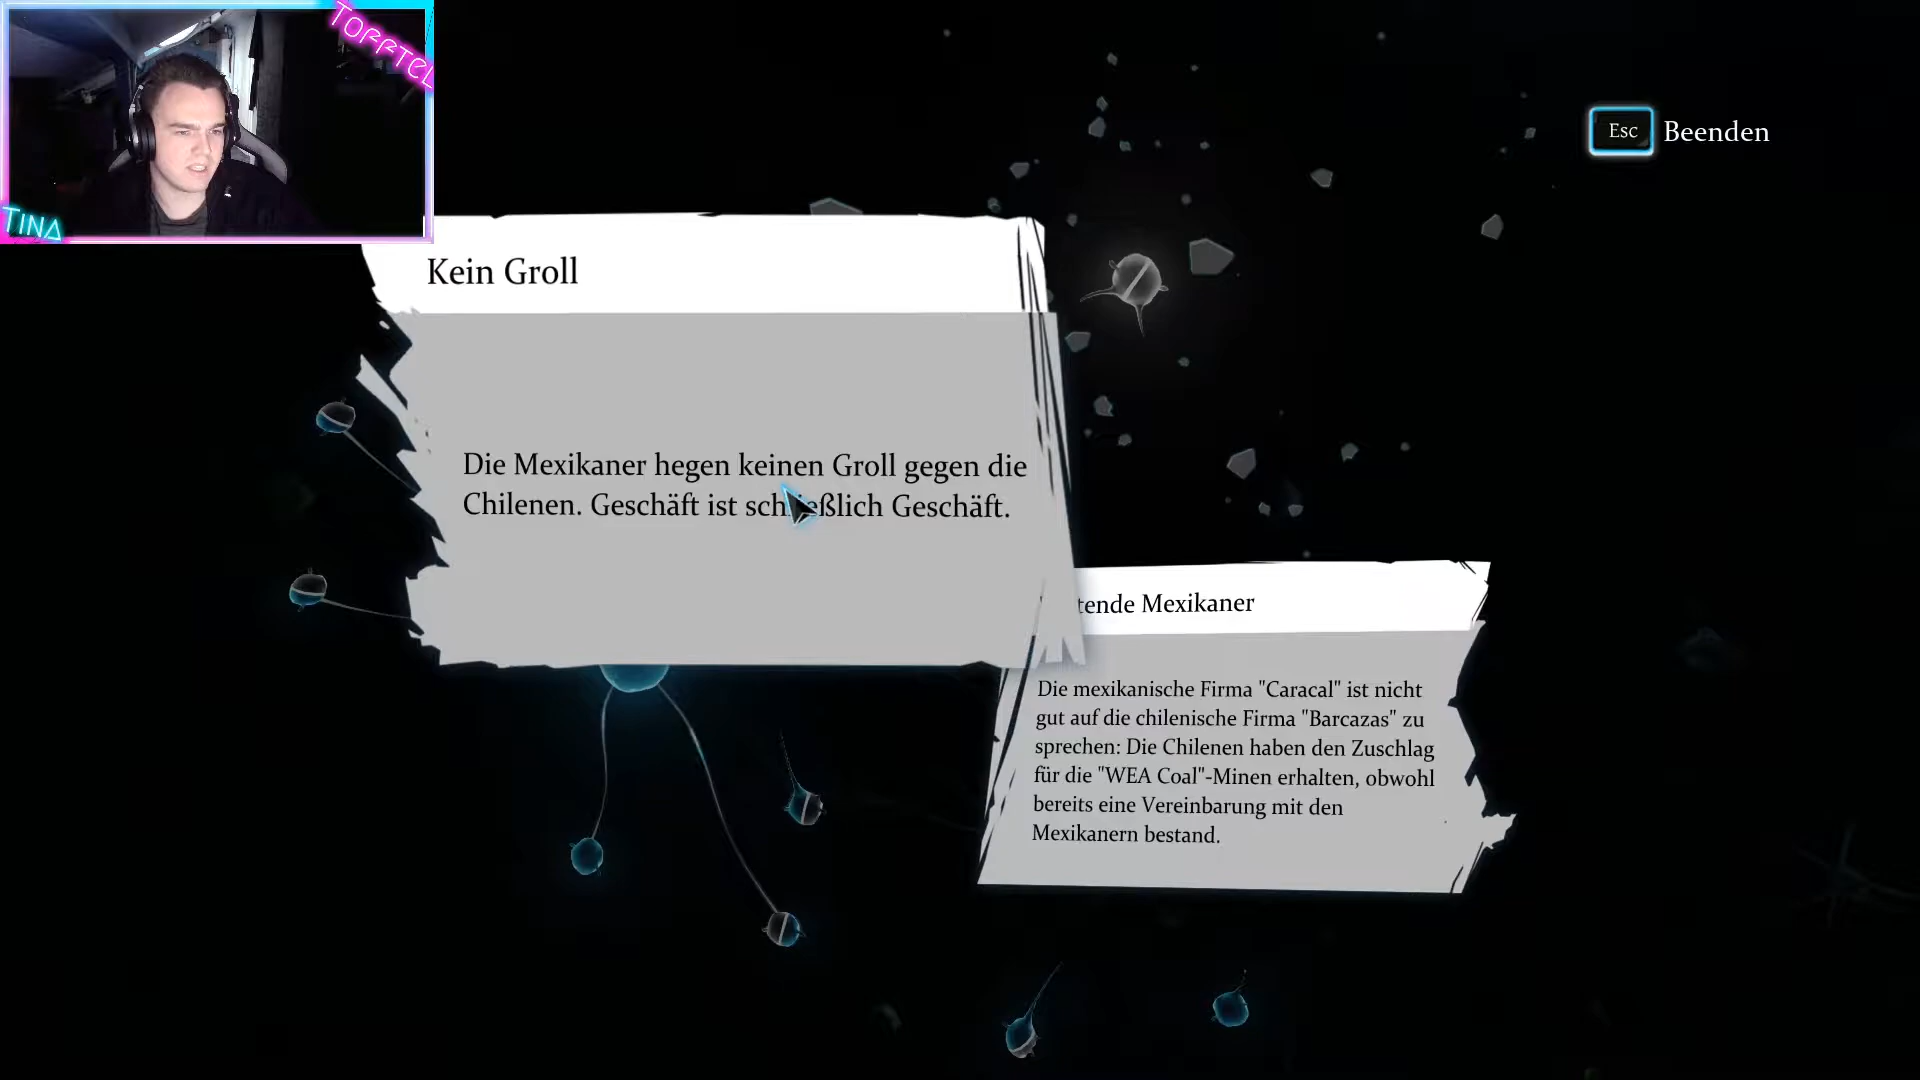 TOFFTEL
TINA
Esc Beenden
Kein Groll
Die Mexikaner hegen keinen Groll gegen die
Chilenen. Geschäft ist schließlich Geschäft.
tende Mexikaner
Die mexikanische Firma "Caracal" ist nicht
gut auf die chilenische Firma "Barcazas" zu
sprechen: Die Chilenen haben den Zuschlag
für die "WEA Coal"-Minen erhalten, obwohl
bereits eine Vereinbarung mit den
Mexikanern bestand.